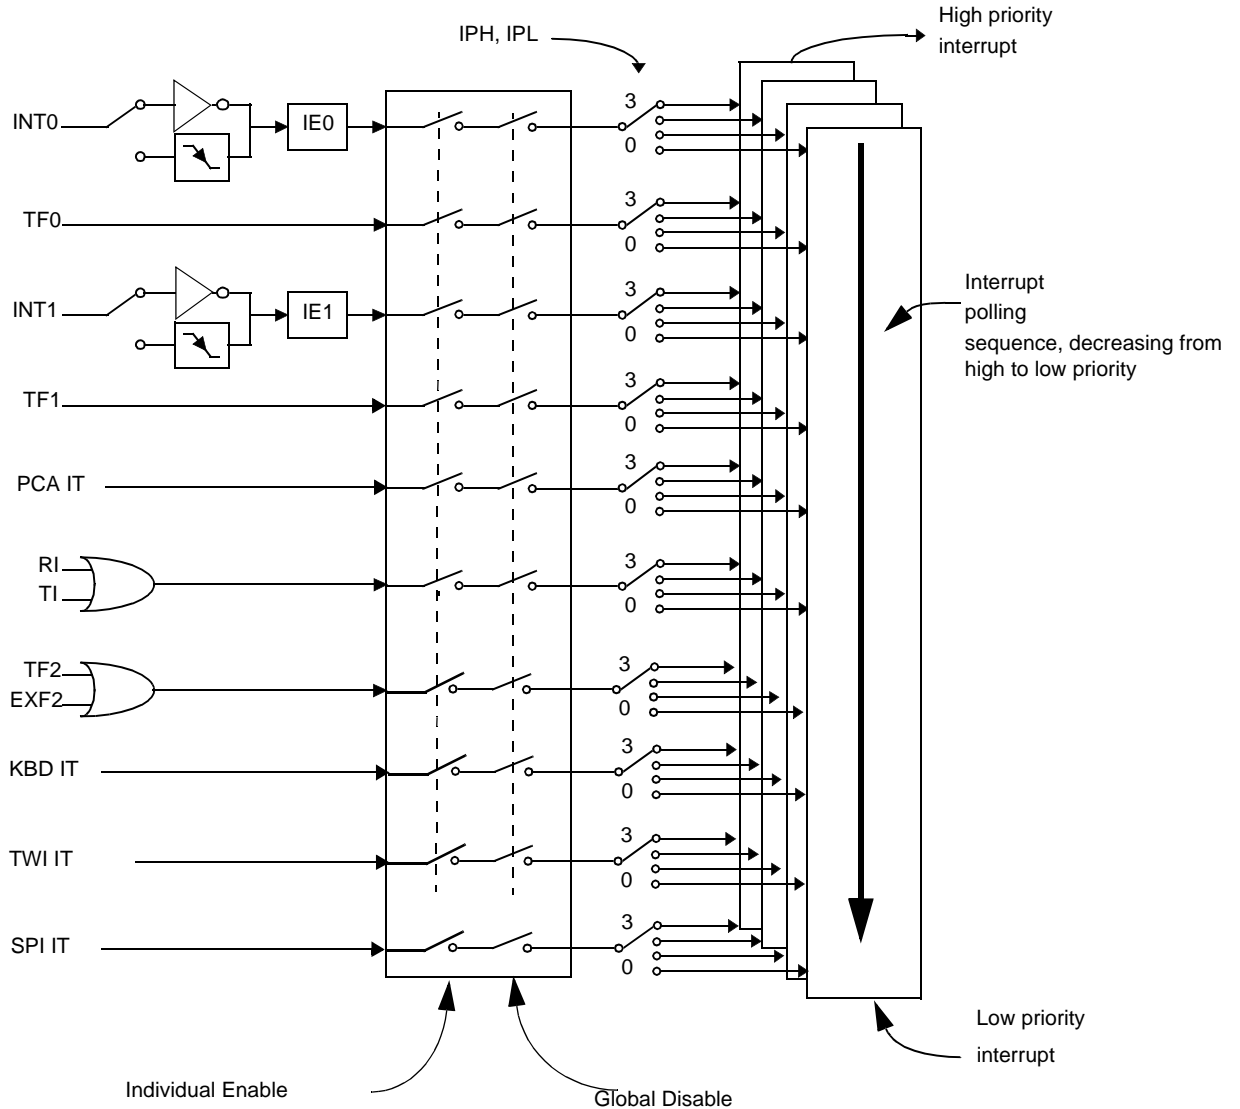 IPH, IPL
High priority
interrupt
INT0
IE0
3
0
TF0
3
0
INT1
IE1
3
0
Interrupt
polling
sequence, decreasing from
high to low priority
TF1
3
0
PCA IT
3
0
RI
TI
3
0
TF2
EXF2
3
0
KBD IT
3
0
TWI IT
3
0
SPI IT
3
0
Low priority
interrupt
Individual Enable
Global Disable